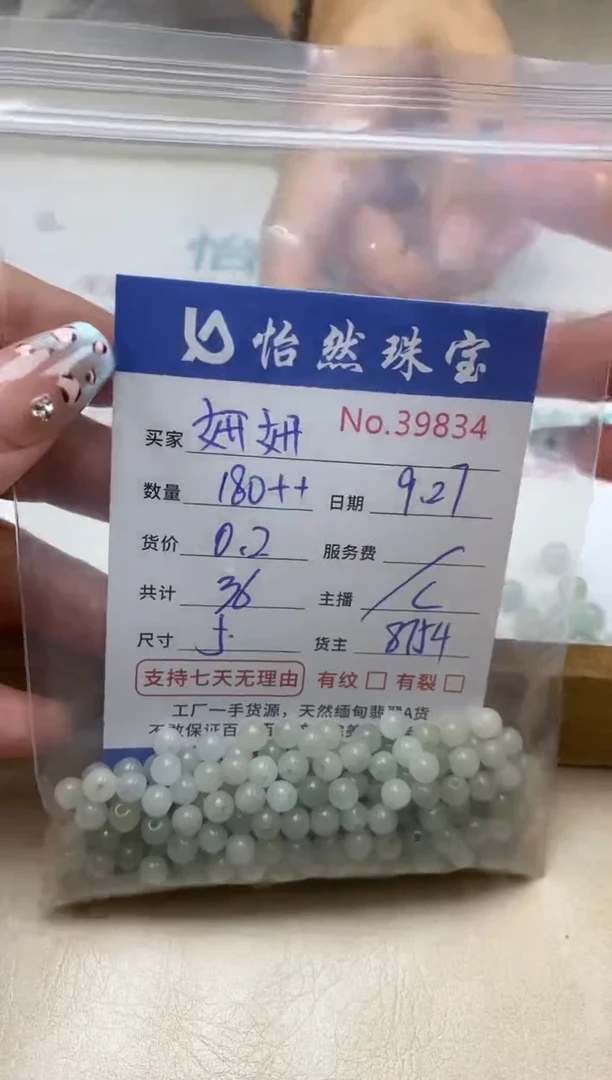 怡然珠宝
No.39834
买家 妍妍
数量 180++ 日期 9.27
货价 0.2 服务费 /
共计 36 主播 / C
尺寸 5. 货主 8754
支持七天无理由 有纹□ 有裂□
工厂一手货源，天然缅甸翡翠A货